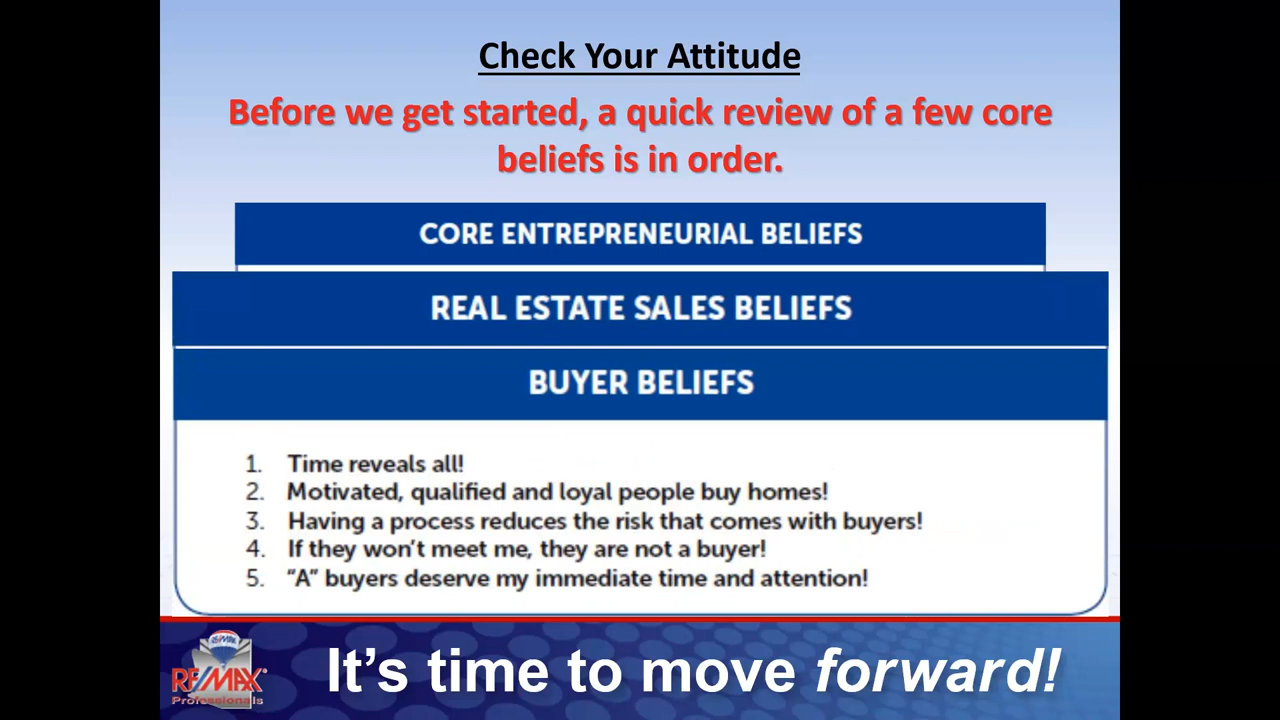 Check Your Attitude
Before we get started, a quick review of a few core
beliefs is in order.
CORE ENTREPRENEURIAL BELIEFS
REAL ESTATE SALES BELIEFS
BUYER BELIEFS
1. Time reveals all!
2. Motivated, qualified and loyal people buy homes!
3. Having a process reduces the risk that comes with buyers!
4. If they won't meet me, they are not a buyer!
5. “A” buyers deserve my immediate time and attention!
RE/MAX
RE/MAX®
Professionals
It's time to move forward!